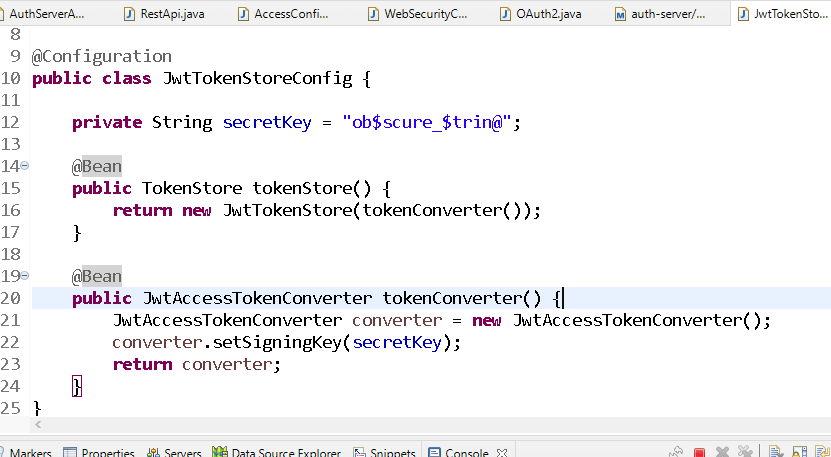 AuthServerA... RestApi.java AccessConfi... WebSecurityC... OAuth2.java auth-server/... JwtTokenSto...
8
9 @Configuration
10 public class JwtTokenStoreConfig {
11
12 private String secretKey = "ob$scure_$trin@";
13
14 @Bean
15 public TokenStore tokenStore() {
16 return new JwtTokenStore(tokenConverter());
17 }
18
19 @Bean
20 public JwtAccessTokenConverter tokenConverter() {
21 JwtAccessTokenConverter converter = new JwtAccessTokenConverter();
22 converter.setSigningKey(secretKey);
23 return converter;
24 }
25 }
Markers Properties Servers Data Source Explorer Snippets Console